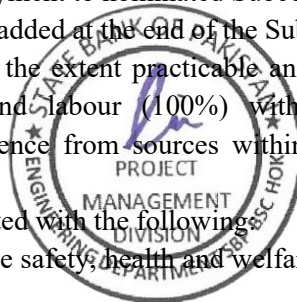 added at the end of the Sub
the extent practicable an
nd labour (100%) with
ence from sources within
ted with the following:
e safety, health and welfar
★ STATE BANK OF PAKISTAN ★
PROJECT
MANAGEMENT
DIVISION
ENGINEERING DEPARTMENT SBP-BSC HOK